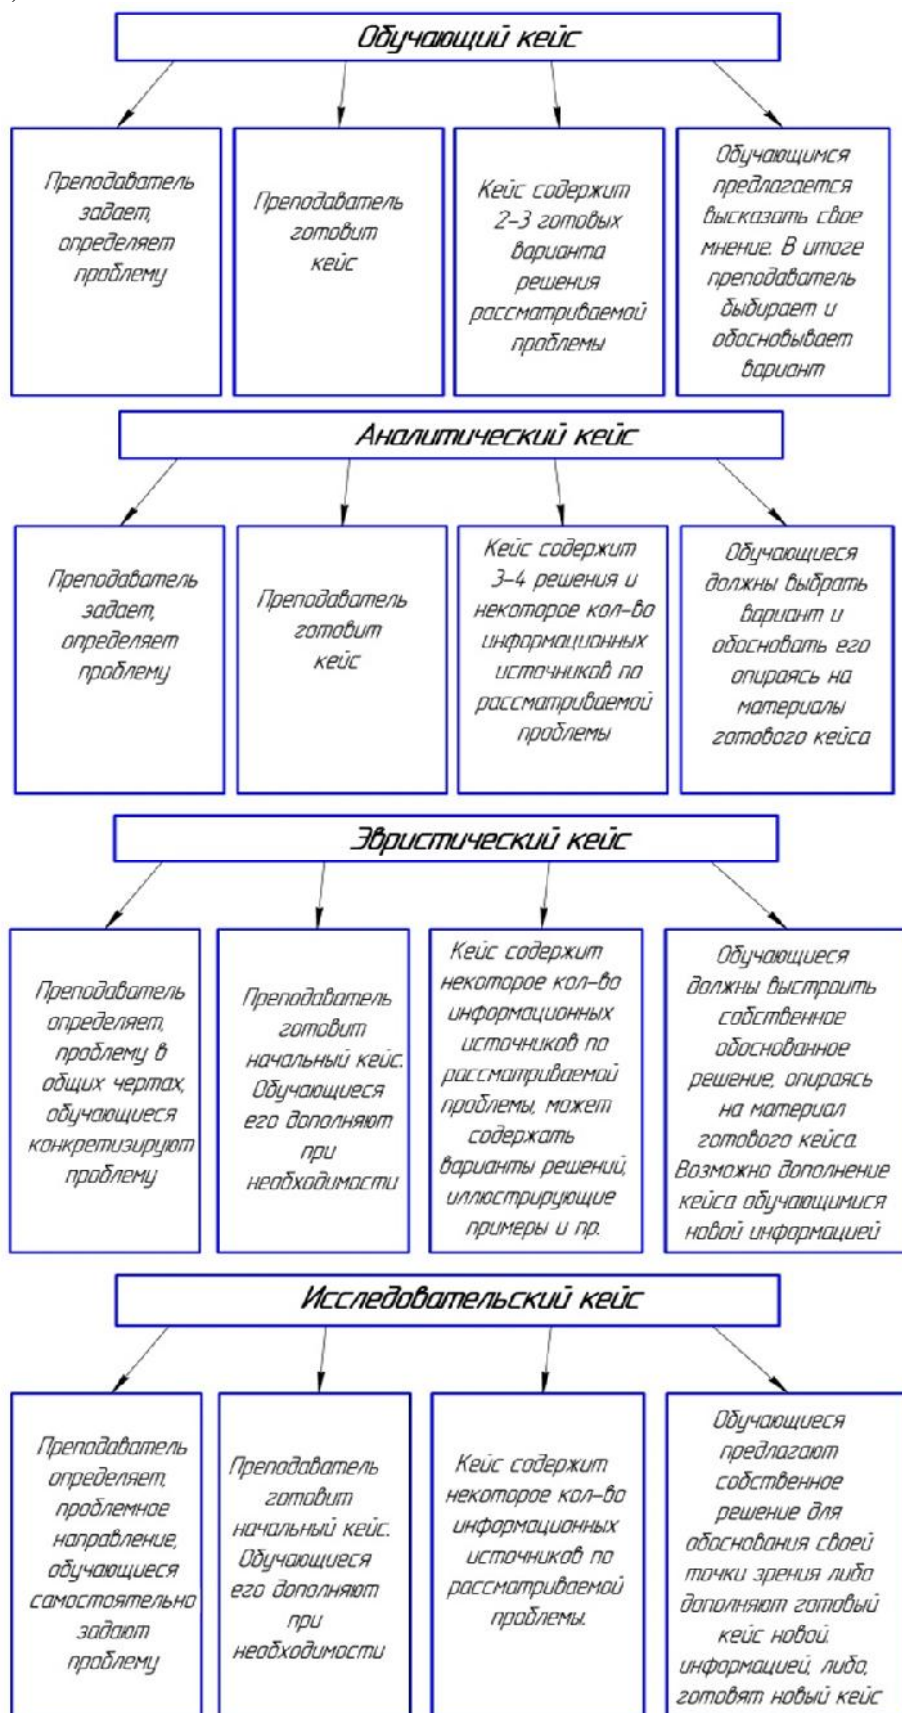 Обучающий кейс
Преподаватель
задает,
определяет
проблему
Преподаватель
готовит
кейс
Кейс содержит
2-3 готовых
варианта
решения
рассматриваемой
проблемы
Обучающимся
предлагается
высказать свое
мнение. В итоге
преподаватель
быбирает и
обосновывает
вариант
Аналитический кейс
Преподаватель
задает,
определяет
проблему
Преподаватель
готовит
кейс
Кейс содержит
3-4 решения и
некоторое кол-во
информационных
источников по
рассматриваемой
проблемы
Обучающиеся
должны выбрать
вариант и
обосновать его
опираясь на
материалы
готового кейса
Эвристический кейс
Преподаватель
определяет,
проблему в
общих чертах,
обучающиеся
конкретизируют
проблему
Преподаватель
готовит
начальный кейс.
Обучающиеся
его дополняют
при
необходимости
Кейс содержит
некоторое кол-во
информационных
источников по
рассматриваемой
проблемы, может
содержать
варианты решений,
иллюстрирующие
примеры и пр.
Обучающиеся
должны выстроить
собственное
обоснованное
решение, опираясь
на материал
готового кейса.
Возможно дополнение
кейса обучающимися
новой информацией
Исследовательский кейс
Преподаватель
определяет,
проблемное
направление,
обучающиеся
самостоятельно
задают
проблему
Преподаватель
готовит
начальный кейс.
Обучающиеся
его дополняют
при
необходимости
Кейс содержит
некоторое кол-во
информационных
источников по
рассматриваемой
проблемы.
Обучающиеся
предлагают
собственное
решение для
обоснования своей
точки зрения либо
дополняют готовый
кейс новой.
информацией, либо,
готовят новый кейс